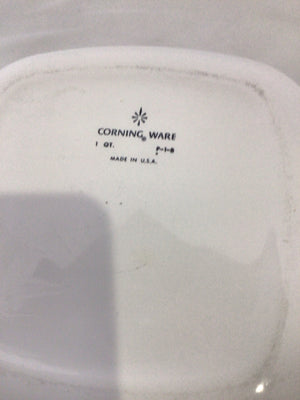 CORNING® WARE
1 QT. P-1-B
MADE IN U.S.A.